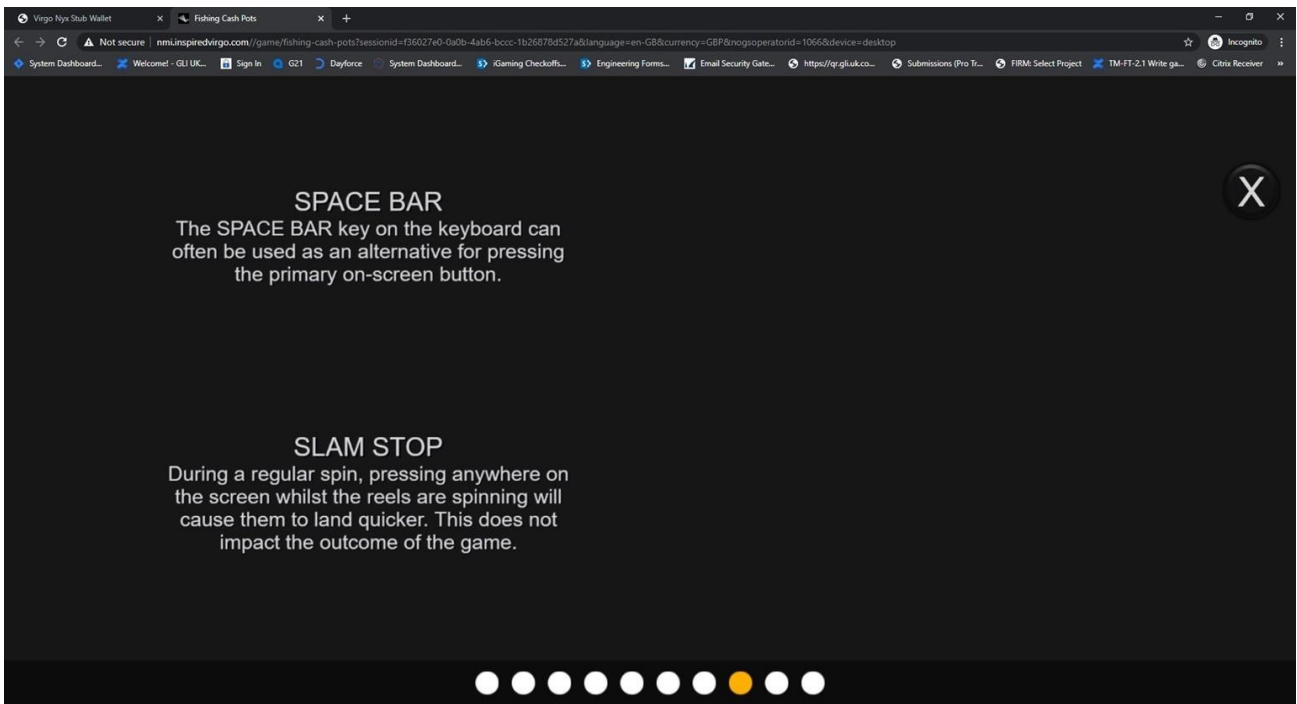 Virgo Nyx Stub Wallet
Fishing Cash Pots
Not secure | nmi.inspiredvirgo.com//game/fishing-cash-pots?sessionid=f36027e0-0a0b-4ab6-bccc-1b26878d527a&language=en-GB&currency=GBP&nogsoperatorid=1066&device=desktop
Incognito
System Dashboard... Welcome! - GLI UK... Sign In G21 Dayforce System Dashboard... iGaming Checkoffs... Engineering Forms... Email Security Gate... https://qr.gli.uk.co... Submissions (Pro Tr... FIRM: Select Project TM-FT-2.1 Write ga... Citrix Receiver »
SPACE BAR
The SPACE BAR key on the keyboard can
often be used as an alternative for pressing
the primary on-screen button.
X
SLAM STOP
During a regular spin, pressing anywhere on
the screen whilst the reels are spinning will
cause them to land quicker. This does not
impact the outcome of the game.